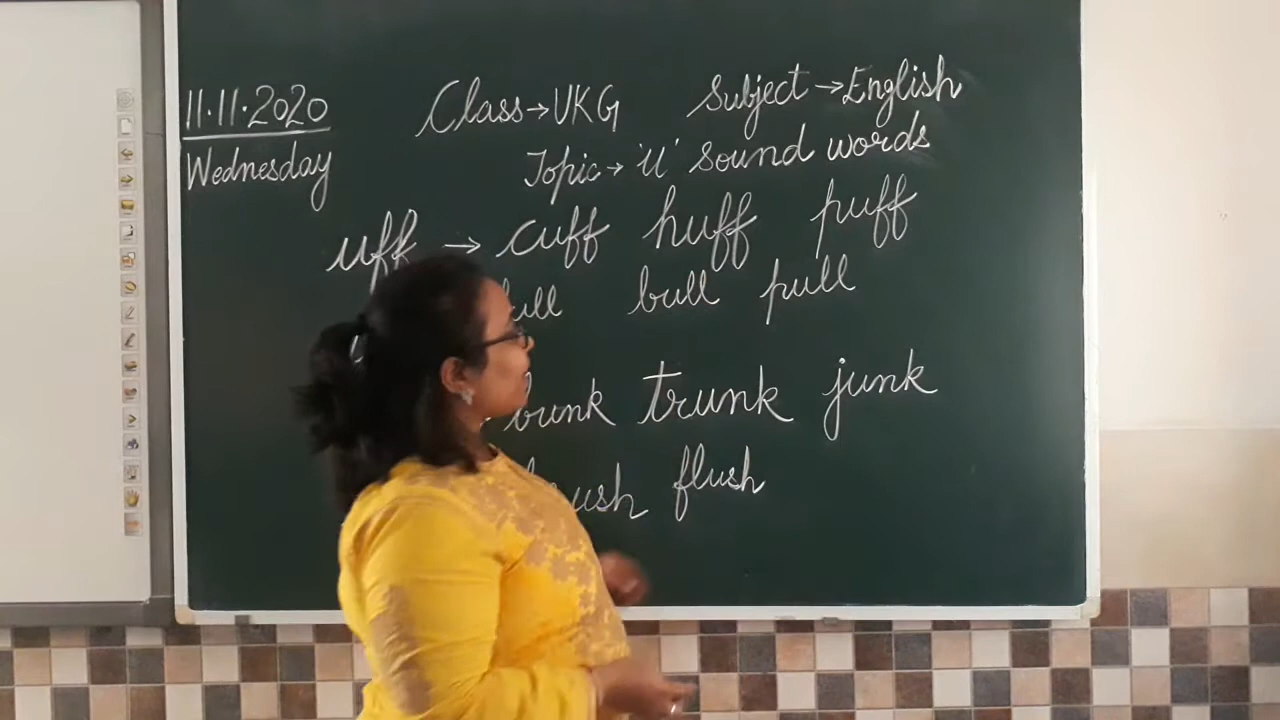 11.11.2020 Class→UKG Subject→English
Wednesday Topic→'u' sound words
uff → cuff huff puff
bull pull
bunk trunk junk
flush